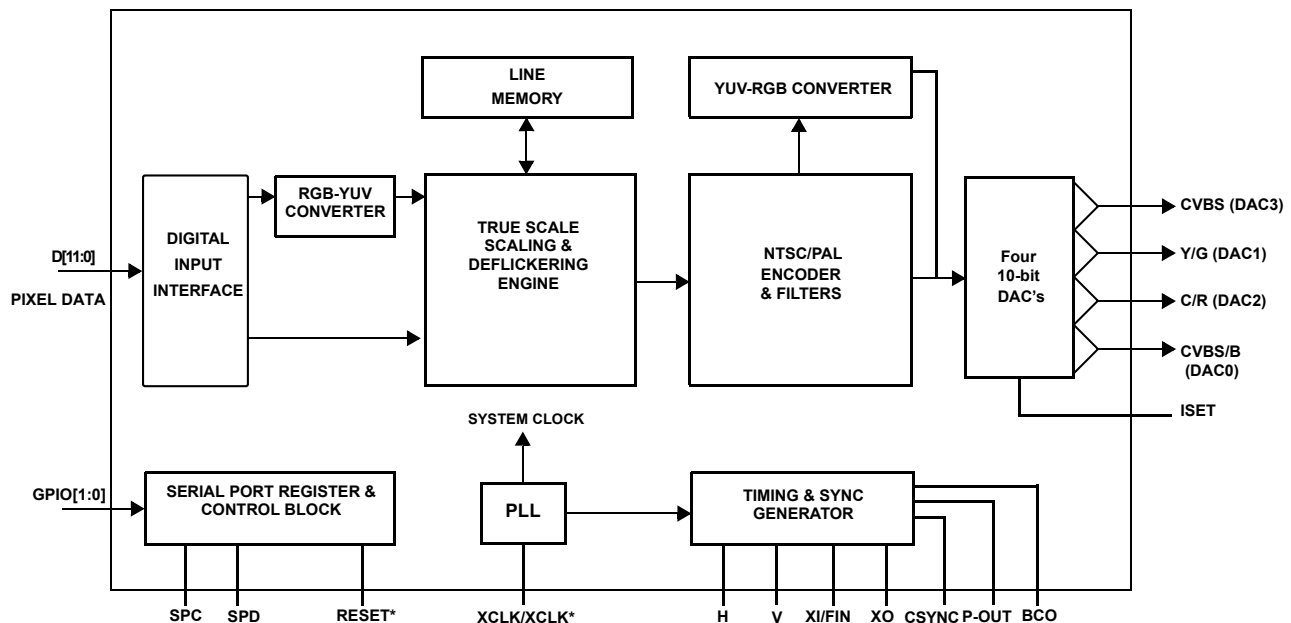 LINE
MEMORY
YUV-RGB CONVERTER
RGB-YUV
CONVERTER
TRUE SCALE
SCALING &
DEFLICKERING
ENGINE
DIGITAL
INPUT
INTERFACE
D[11:0]
PIXEL DATA
NTSC/PAL
ENCODER
& FILTERS
Four
10-bit
DAC's
CVBS (DAC3)
Y/G (DAC1)
C/R (DAC2)
CVBS/B
(DAC0)
ISET
SYSTEM CLOCK
GPIO[1:0]
SERIAL PORT REGISTER &
CONTROL BLOCK
PLL
TIMING & SYNC
GENERATOR
SPC
SPD
RESET*
XCLK/XCLK*
H
V
XI/FIN
XO
CSYNC
P-OUT
BCO